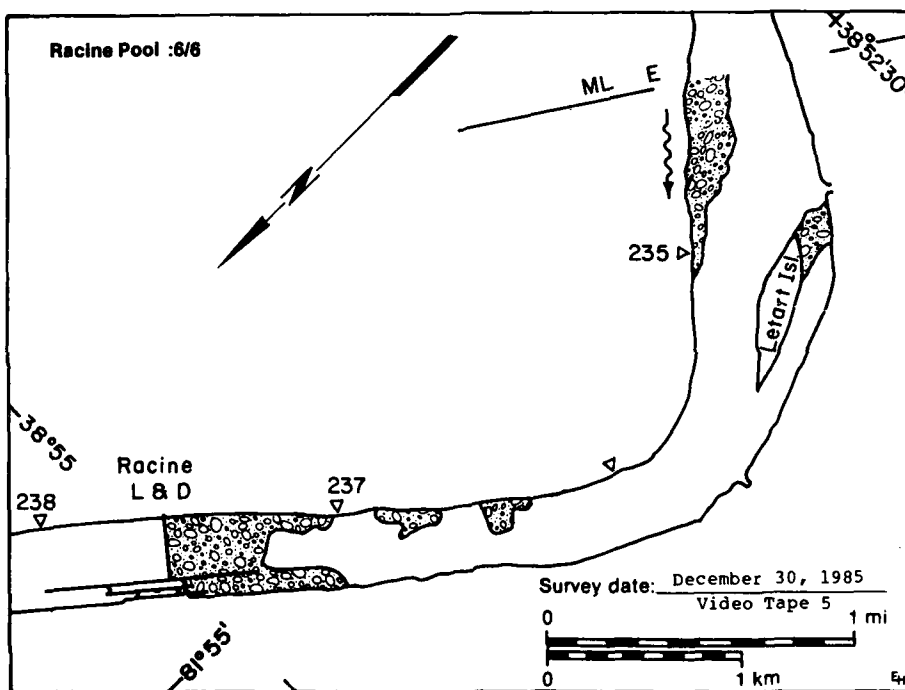 Racine Pool :6/6
38°52'30
ML E
235
Letart Isl
38°55
Racine
L & D
238
237
Survey date: December 30, 1985
Video Tape 5
0 1 mi
1 km
81°55'
EH